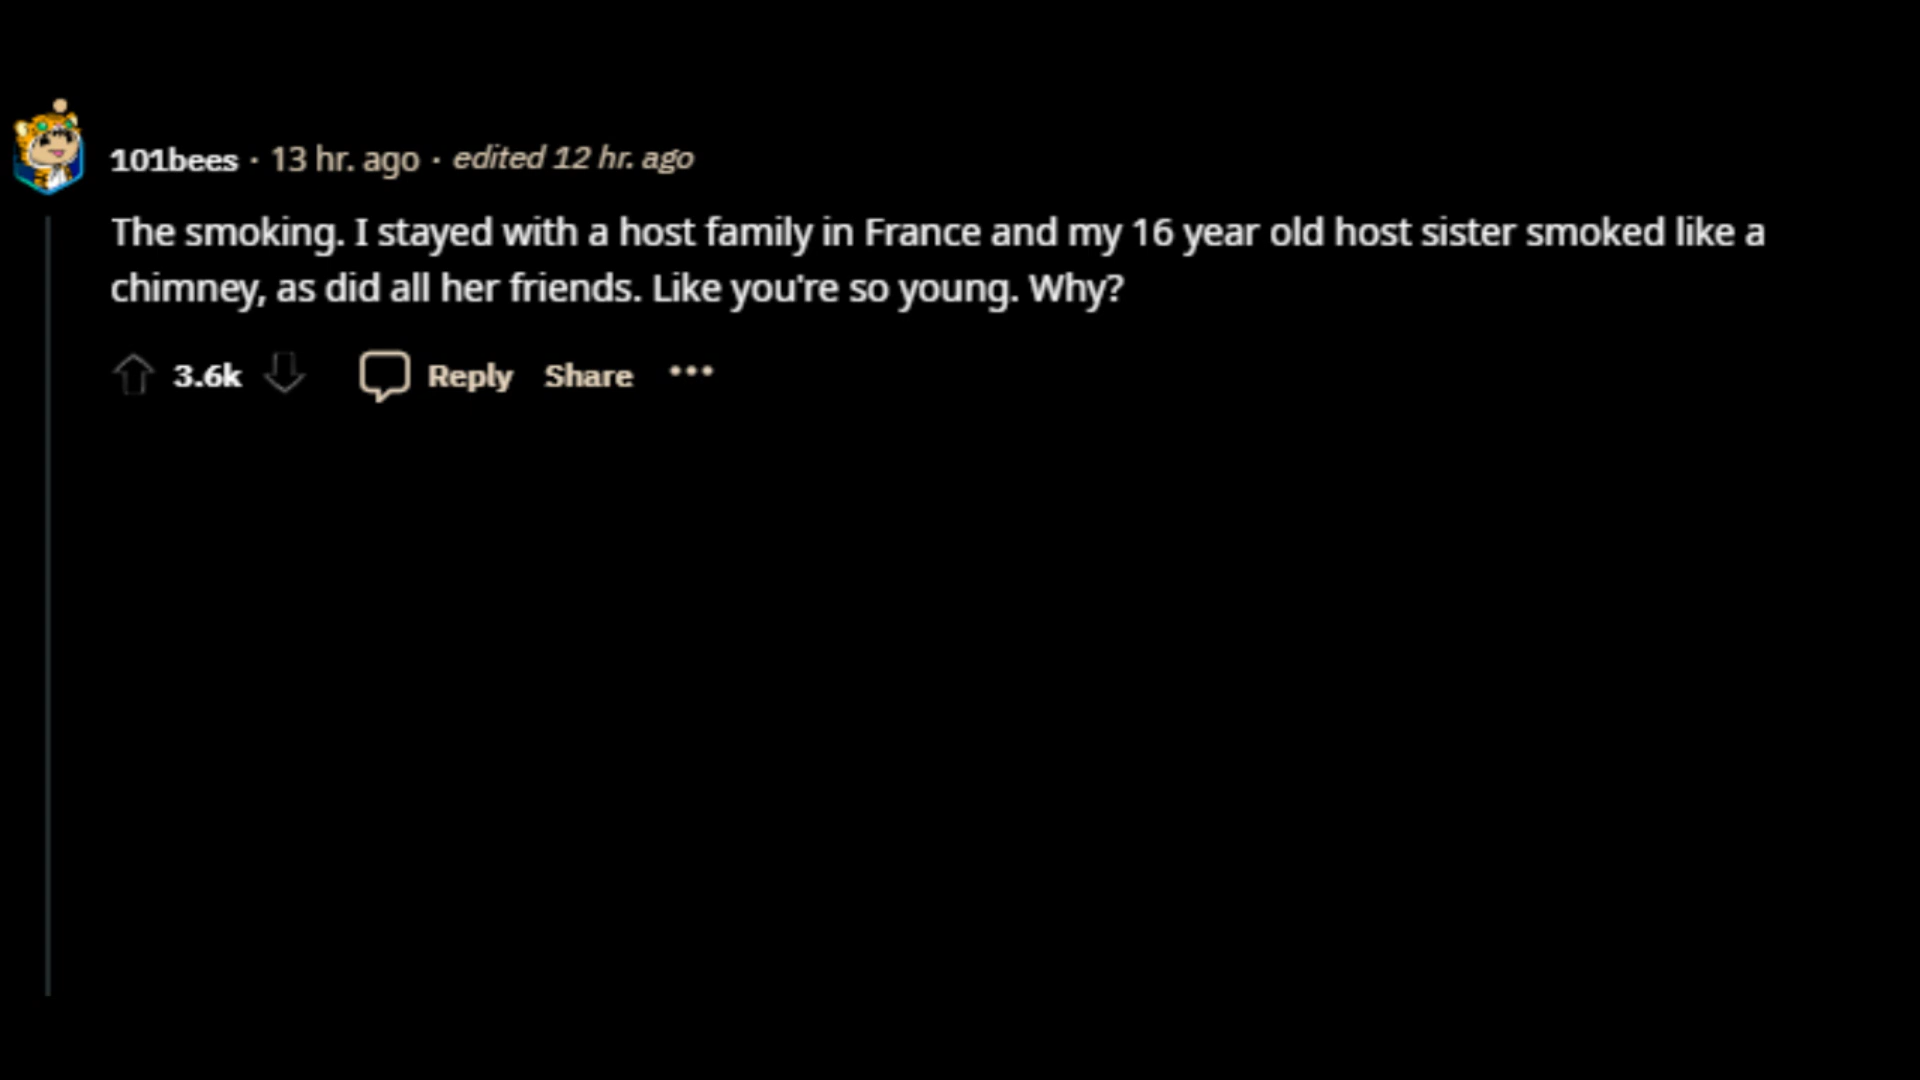 101bees · 13 hr. ago · edited 12 hr. ago
The smoking. I stayed with a host family in France and my 16 year old host sister smoked like a
chimney, as did all her friends. Like you're so young. Why?
3.6k Reply Share •••